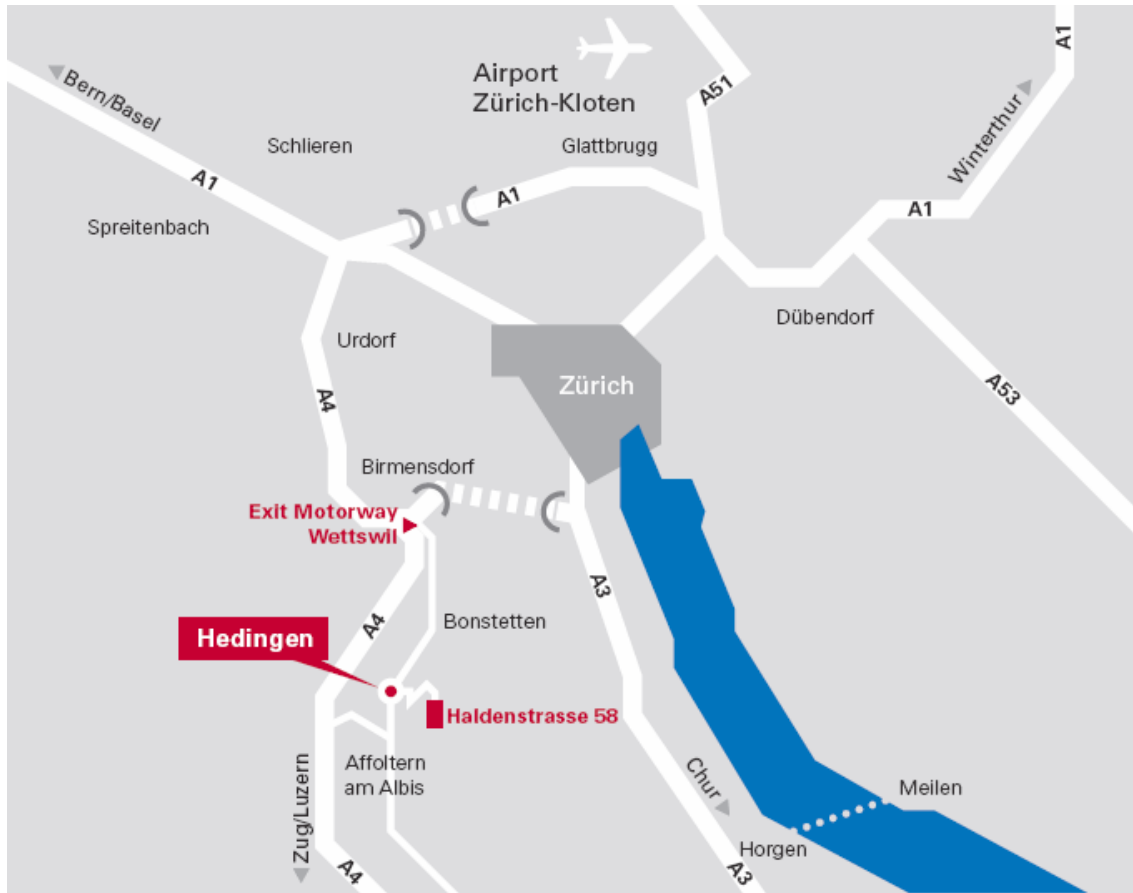 Airport
Zürich-Kloten
A51
A1
Bern/Basel
Winterthur
Schlieren
Glattbrugg
A1
A1
A1
Spreitenbach
Dübendorf
Urdorf
Zürich
A53
A4
Birmensdorf
Exit Motorway
Wettswil
A3
A4
Bonstetten
Hedingen
Haldenstrasse 58
Affoltern
am Albis
Zug/Luzern
Chur
Meilen
Horgen
A4
A3